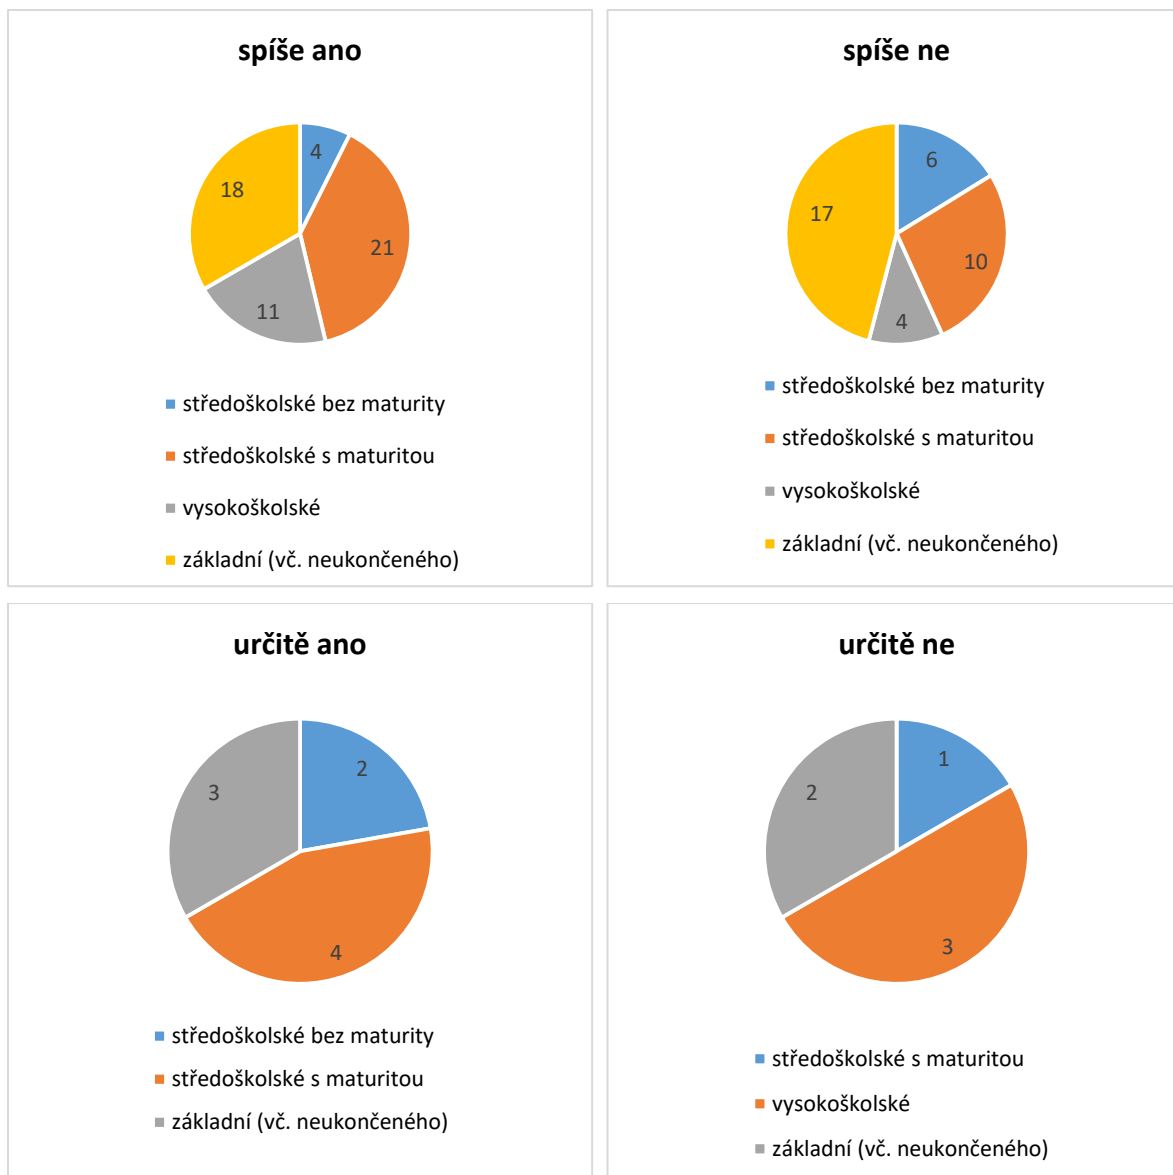 spíše ano
4
18
21
11
středoškolské bez maturity
středoškolské s maturitou
vysokoškolské
základní (vč. neukončeného)
spíše ne
6
17
10
4
středoškolské bez maturity
středoškolské s maturitou
vysokoškolské
základní (vč. neukončeného)
určitě ano
2
3
4
středoškolské bez maturity
středoškolské s maturitou
základní (vč. neukončeného)
určitě ne
1
2
3
středoškolské s maturitou
vysokoškolské
základní (vč. neukončeného)